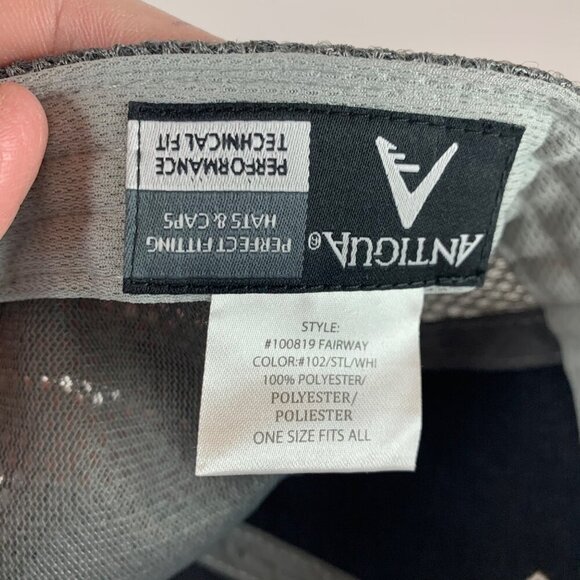 ANTIGUA®
PERFORMANCE
TECHNICAL FIT
PERFECT FITTING
HATS & CAPS
STYLE:
#100819 FAIRWAY
COLOR:#102/STL/WHI
100% POLYESTER/
POLYESTER/
POLIESTER
ONE SIZE FITS ALL